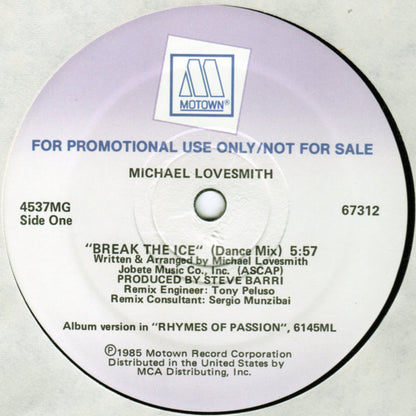 MOTOWN®
FOR PROMOTIONAL USE ONLY/NOT FOR SALE
MICHAEL LOVESMITH
4537MG
Side One
67312
"BREAK THE ICE" (Dance Mix) 5:57
Written & Arranged by Michael Lovesmith
Jobete Music Co., Inc. (ASCAP)
PRODUCED BY STEVE BARRI
Remix Engineer: Tony Peluso
Remix Consultant: Sergio Munzibai
Album version in "RHYMES OF PASSION", 6145ML
Ⓟ1985 Motown Record Corporation
Distributed in the United States by
MCA Distributing, Inc.